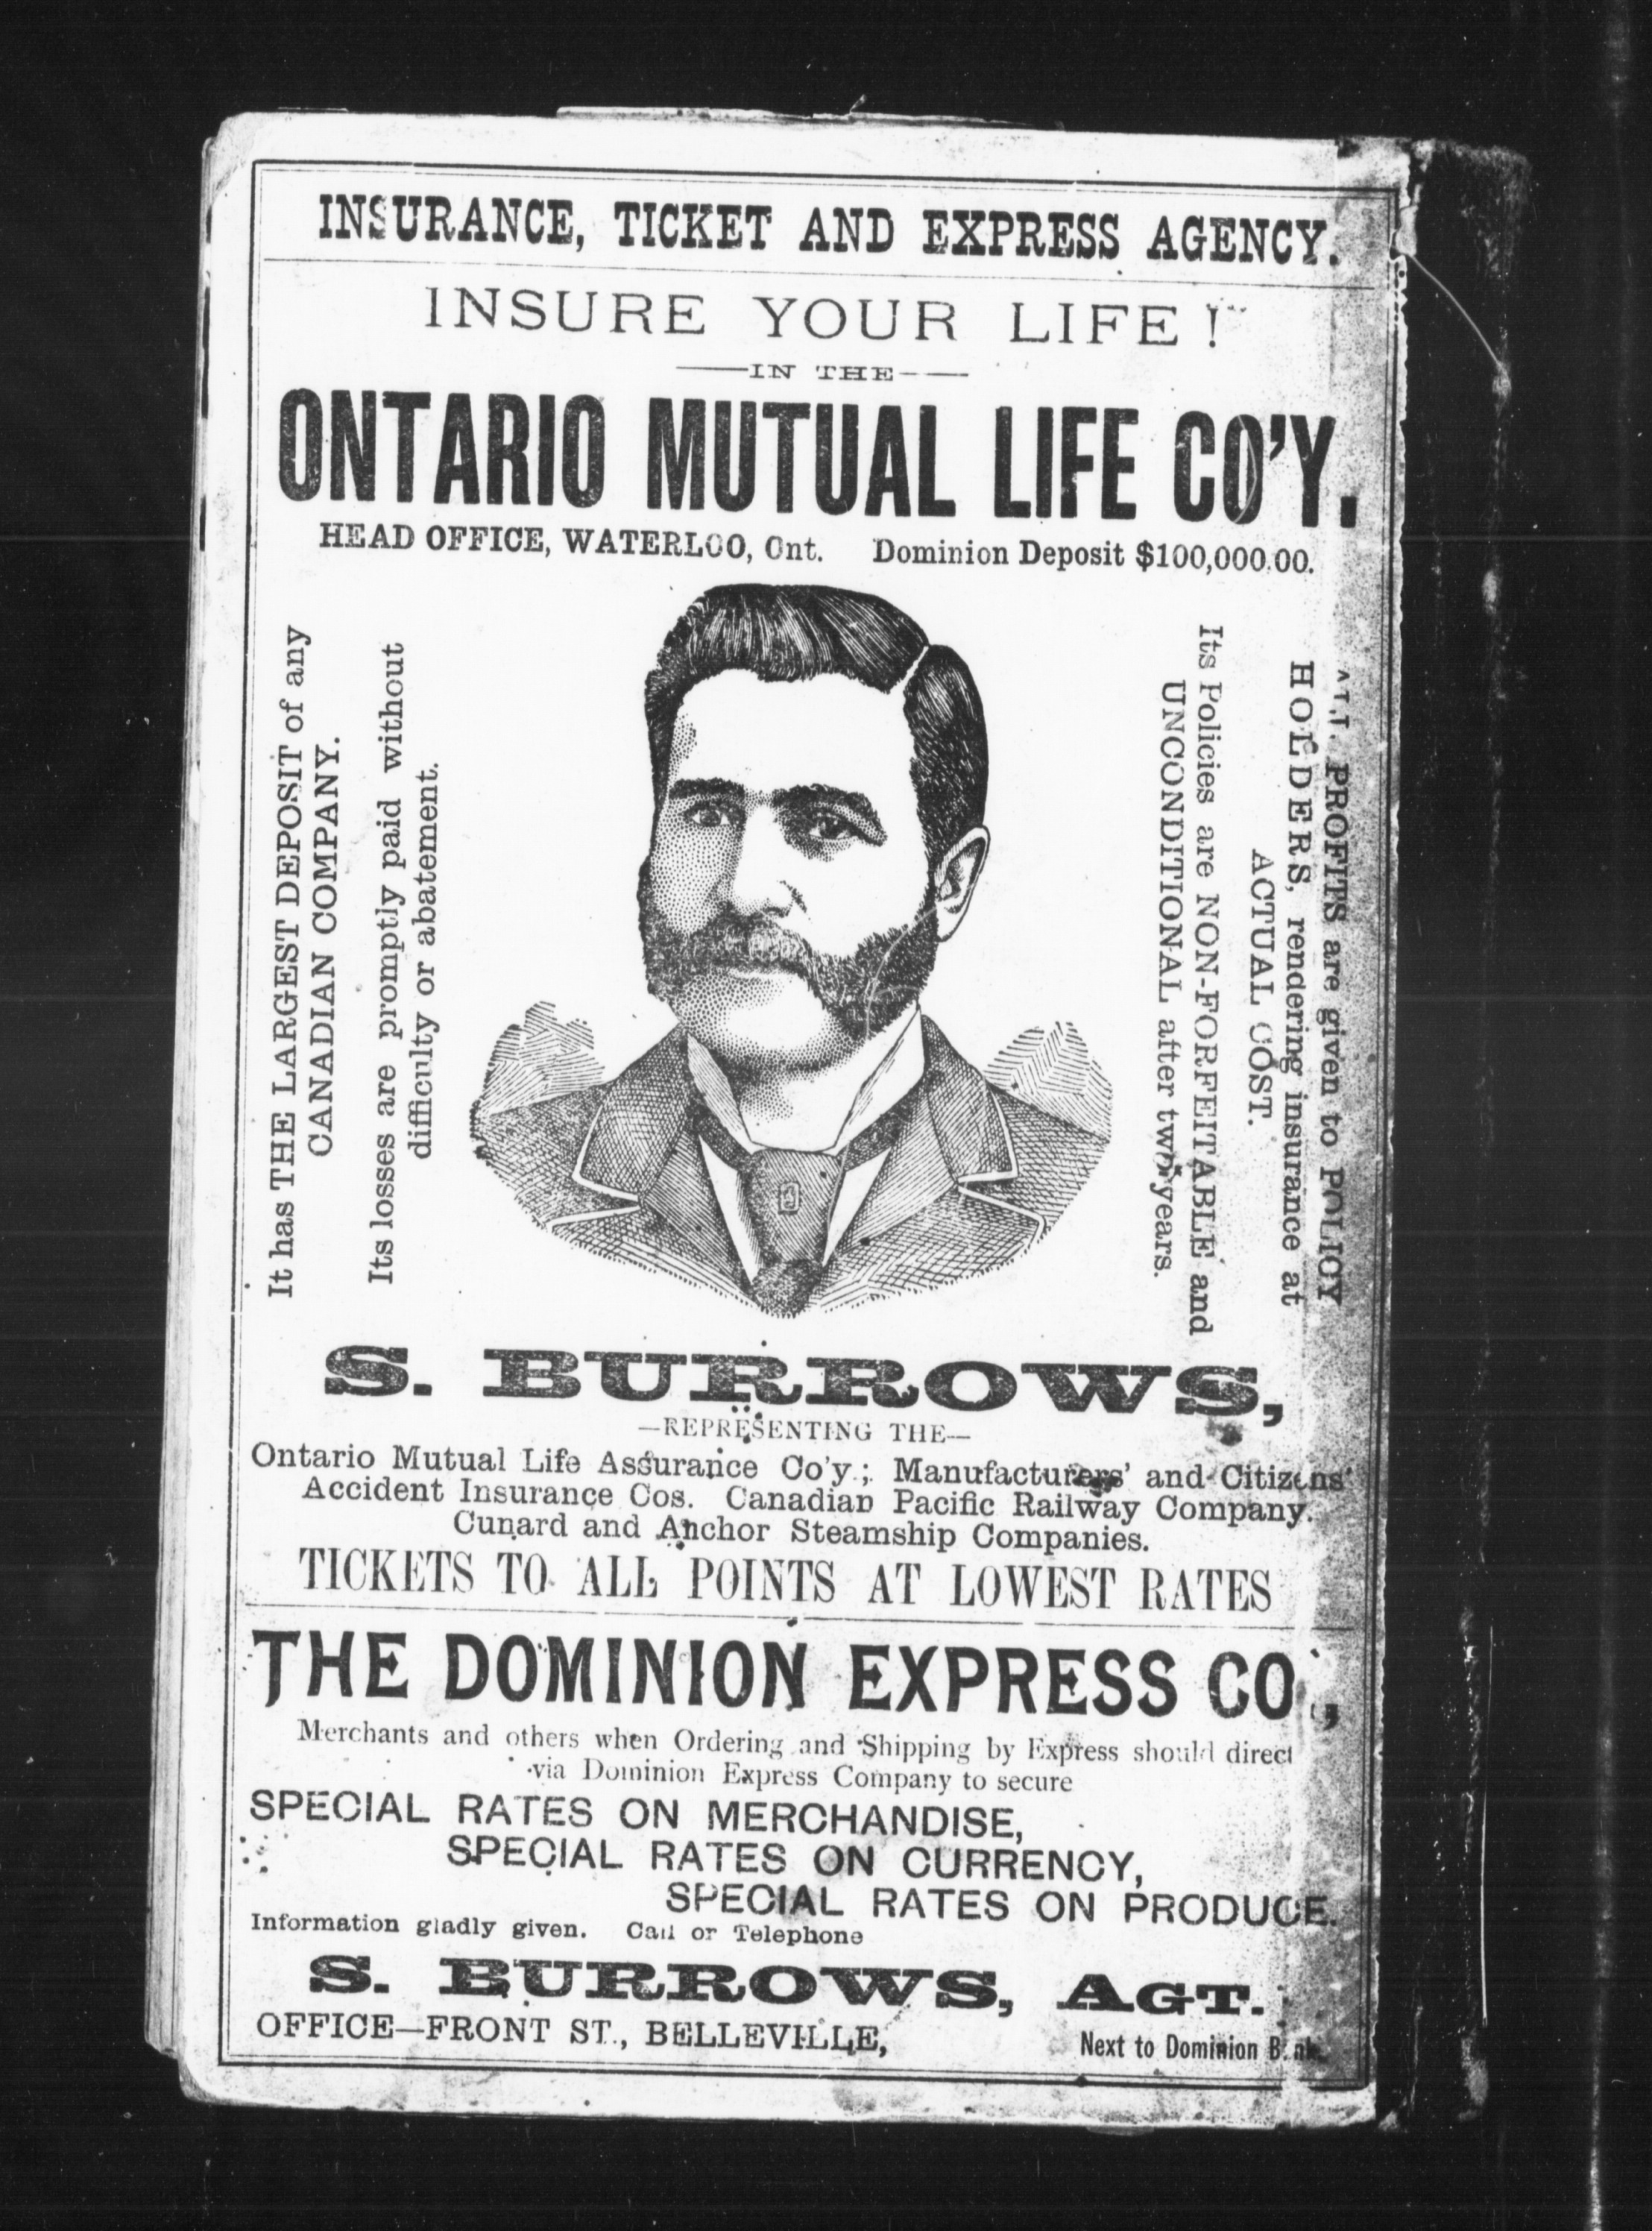 INSURANCE, TICKET AND EXPRESS AGENCY.
INSURE YOUR LIFE!
—IN THE—
ONTARIO MUTUAL LIFE CO'Y.
HEAD OFFICE, WATERLOO, Ont. Dominion Deposit $100,000.00.
It has THE LARGEST DEPOSIT of any
CANADIAN COMPANY.
Its losses are promptly paid without
difficulty or abatement.
ALL PROFITS are given to POLICY
HOLDERS, rendering insurance at
ACTUAL COST.
Its Policies are NON-FORFEITABLE and
UNCONDITIONAL after two years.
S. BURROWS,
—REPRESENTING THE—
Ontario Mutual Life Assurance Co'y.; Manufacturers' and Citizens'
Accident Insurance Cos. Canadian Pacific Railway Company.
Cunard and Anchor Steamship Companies.
TICKETS TO ALL POINTS AT LOWEST RATES
THE DOMINION EXPRESS CO.,
Merchants and others when Ordering and Shipping by Express should direct
via Dominion Express Company to secure
SPECIAL RATES ON MERCHANDISE,
SPECIAL RATES ON CURRENCY,
SPECIAL RATES ON PRODUCE.
Information gladly given. Call or Telephone
S. BURROWS, AGT.
OFFICE—FRONT ST., BELLEVILLE,
Next to Dominion Bank.